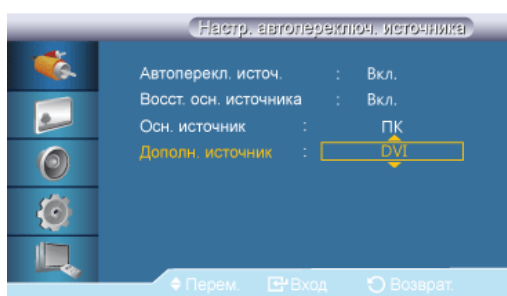 Настр. автопереключ. источника
Автоперекл. источ. : Вкл.
Восст. осн. источника : Вкл.
Осн. источник : ПК
Дополн. источник : DVI
Перем. Вход Возврат.